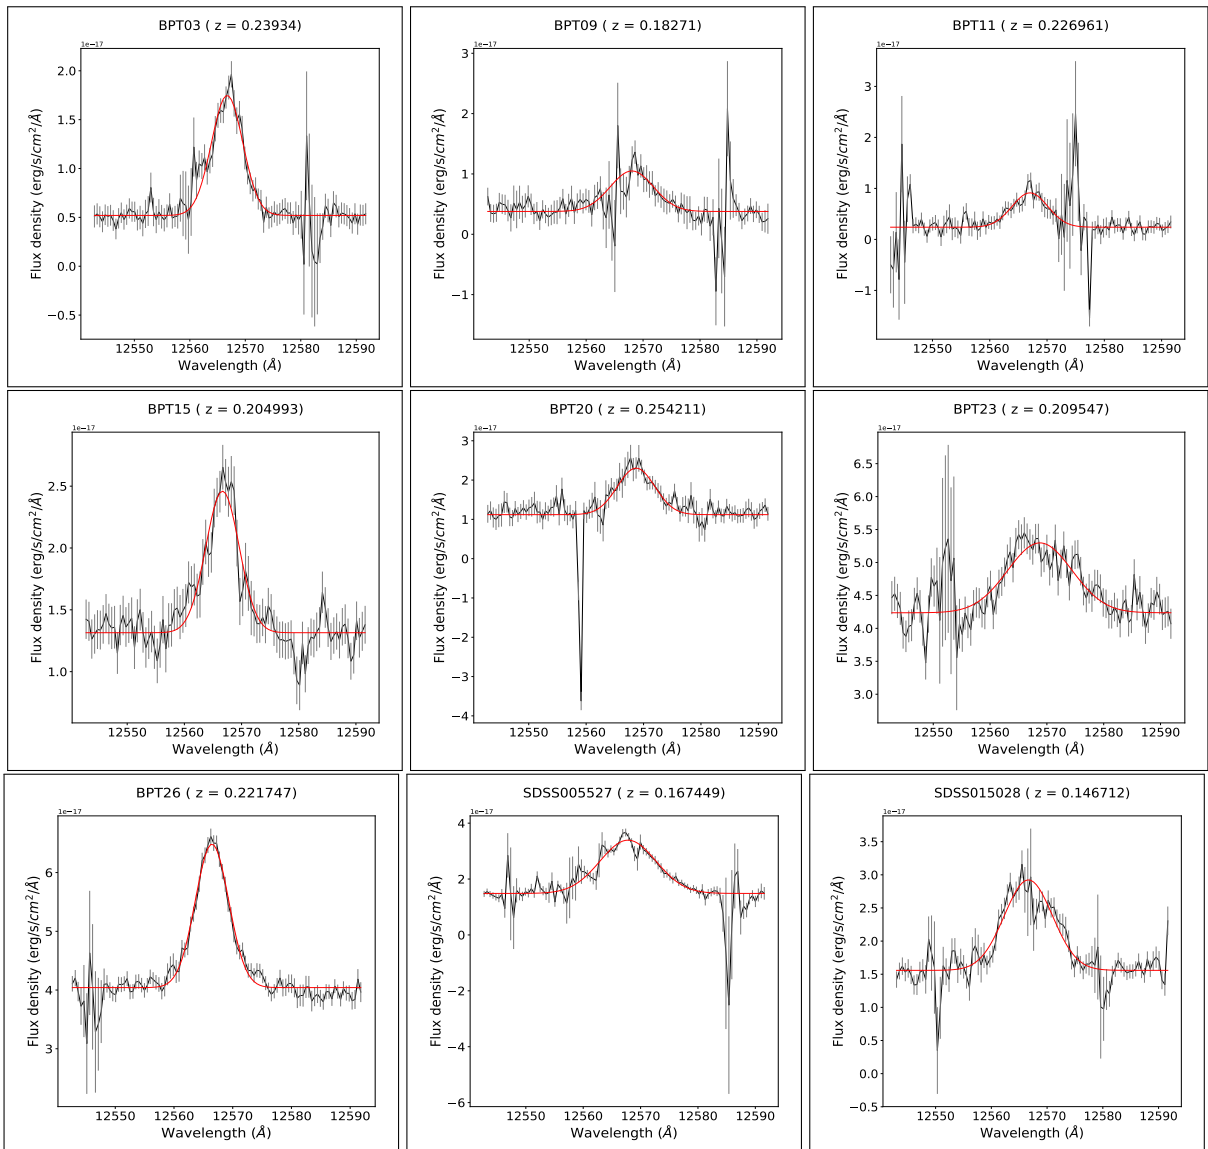 BPT03 ( z = 0.23934)
1e−17
2.0
1.5
1.0
0.5
0.0
−0.5
Flux density (erg/s/cm²/Å)
12550 12560 12570 12580 12590
Wavelength (Å)
BPT09 ( z = 0.18271)
1e−17
3
2
1
0
−1
Flux density (erg/s/cm²/Å)
12550 12560 12570 12580 12590
Wavelength (Å)
BPT11 ( z = 0.226961)
1e−17
3
2
1
0
−1
Flux density (erg/s/cm²/Å)
12550 12560 12570 12580 12590
Wavelength (Å)
BPT15 ( z = 0.204993)
1e−17
2.5
2.0
1.5
1.0
Flux density (erg/s/cm²/Å)
12550 12560 12570 12580 12590
Wavelength (Å)
BPT20 ( z = 0.254211)
1e−17
3
2
1
0
−1
−2
−3
−4
Flux density (erg/s/cm²/Å)
12550 12560 12570 12580 12590
Wavelength (Å)
BPT23 ( z = 0.209547)
1e−17
6.5
6.0
5.5
5.0
4.5
4.0
3.5
3.0
Flux density (erg/s/cm²/Å)
12550 12560 12570 12580 12590
Wavelength (Å)
BPT26 ( z = 0.221747)
1e−17
6
5
4
3
Flux density (erg/s/cm²/Å)
12550 12560 12570 12580 12590
Wavelength (Å)
SDSS005527 ( z = 0.167449)
1e−17
4
2
0
−2
−4
−6
Flux density (erg/s/cm²/Å)
12550 12560 12570 12580 12590
Wavelength (Å)
SDSS015028 ( z = 0.146712)
1e−17
3.5
3.0
2.5
2.0
1.5
1.0
0.5
0.0
−0.5
Flux density (erg/s/cm²/Å)
12550 12560 12570 12580 12590
Wavelength (Å)